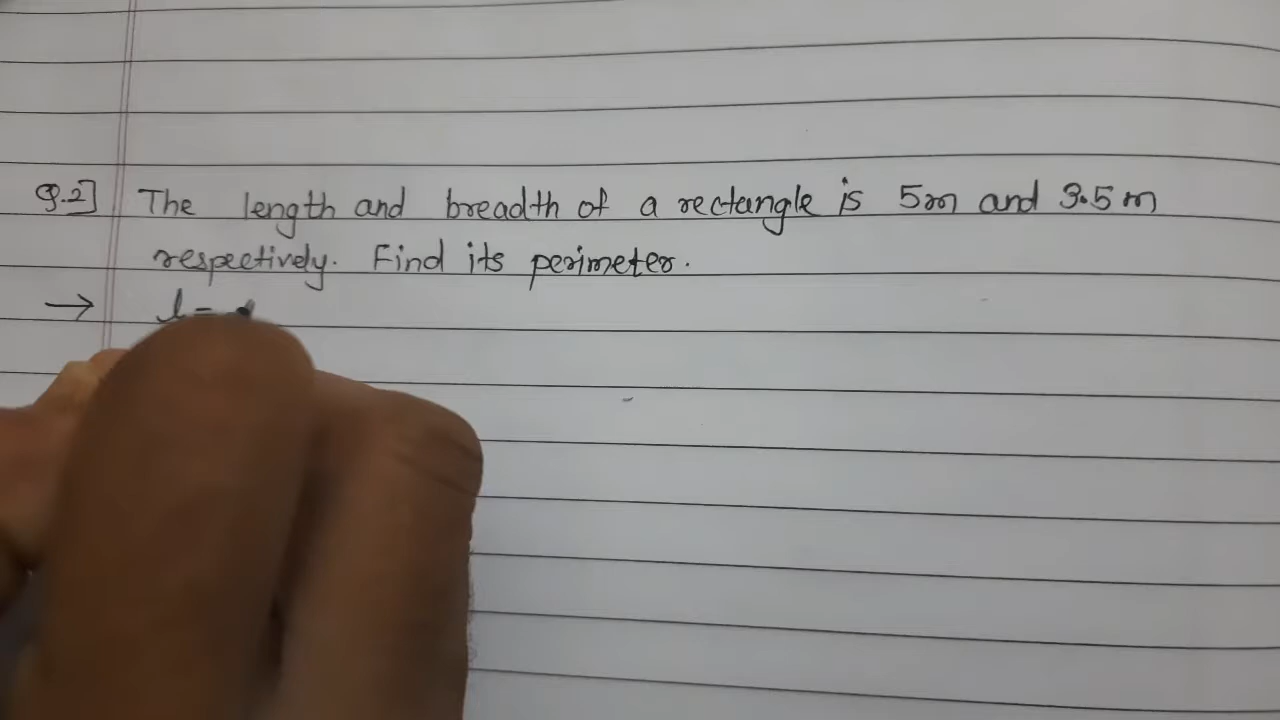 Q.2] The length and breadth of a rectangle is 5m and 3.5m
respectively. Find its perimeter.
→ l =